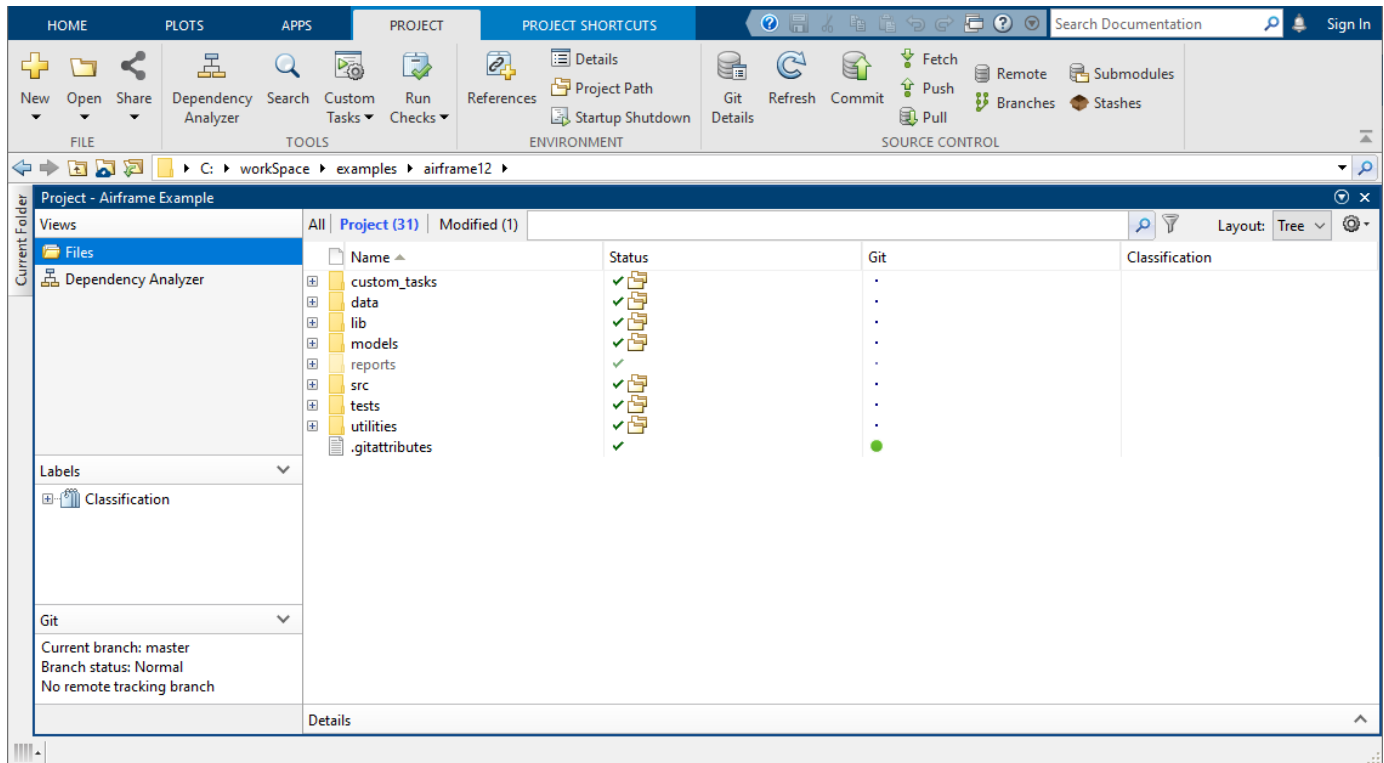 HOME PLOTS APPS PROJECT PROJECT SHORTCUTS Search Documentation Sign In
New Open Share Dependency Analyzer Search Custom Tasks Run Checks References Details Project Path Startup Shutdown Git Details Refresh Commit Fetch Push Pull Remote Branches Submodules Stashes
FILE TOOLS ENVIRONMENT SOURCE CONTROL
C: workSpace examples airframe12
Current Folder
Project - Airframe Example
Views
Files
Dependency Analyzer
All Project (31) Modified (1) Layout: Tree
Name Status Git Classification
custom_tasks
data
lib
models
reports
src
tests
utilities
.gitattributes
Labels
Classification
Git
Current branch: master
Branch status: Normal
No remote tracking branch
Details